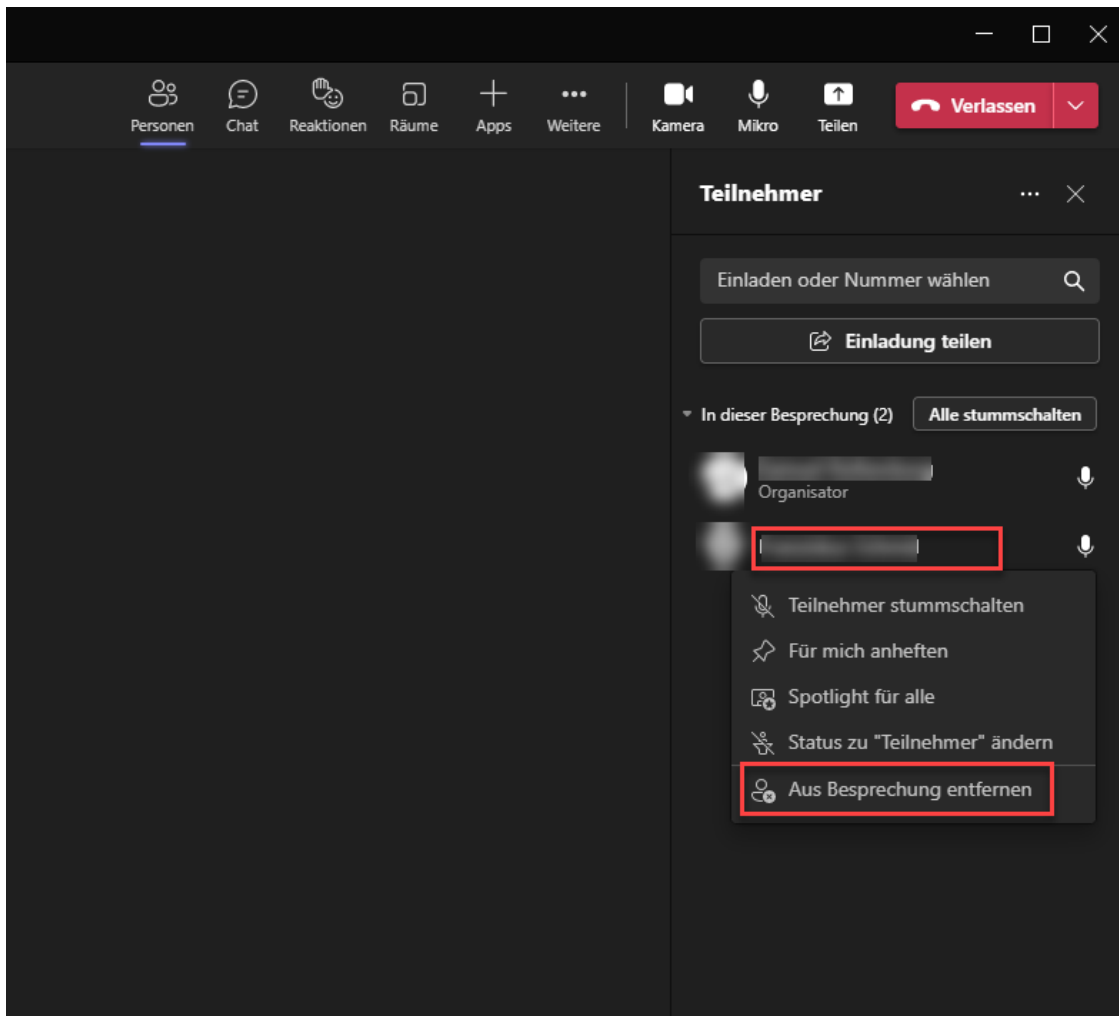 Personen Chat Reaktionen Räume Apps Weitere Kamera Mikro Teilen Verlassen
Teilnehmer
Einladen oder Nummer wählen
Einladung teilen
In dieser Besprechung (2) Alle stummschalten
Organisator
Teilnehmer stummschalten
Für mich anheften
Spotlight für alle
Status zu "Teilnehmer" ändern
Aus Besprechung entfernen